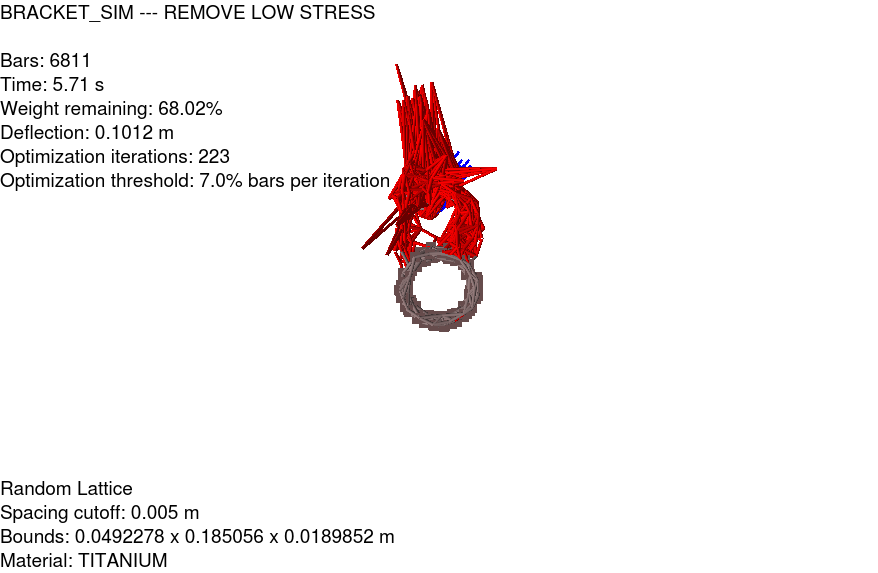 BRACKET_SIM --- REMOVE LOW STRESS
Bars: 6811
Time: 5.71 s
Weight remaining: 68.02%
Deflection: 0.1012 m
Optimization iterations: 223
Optimization threshold: 7.0% bars per iteration
Random Lattice
Spacing cutoff: 0.005 m
Bounds: 0.0492278 x 0.185056 x 0.0189852 m
Material: TITANIUM